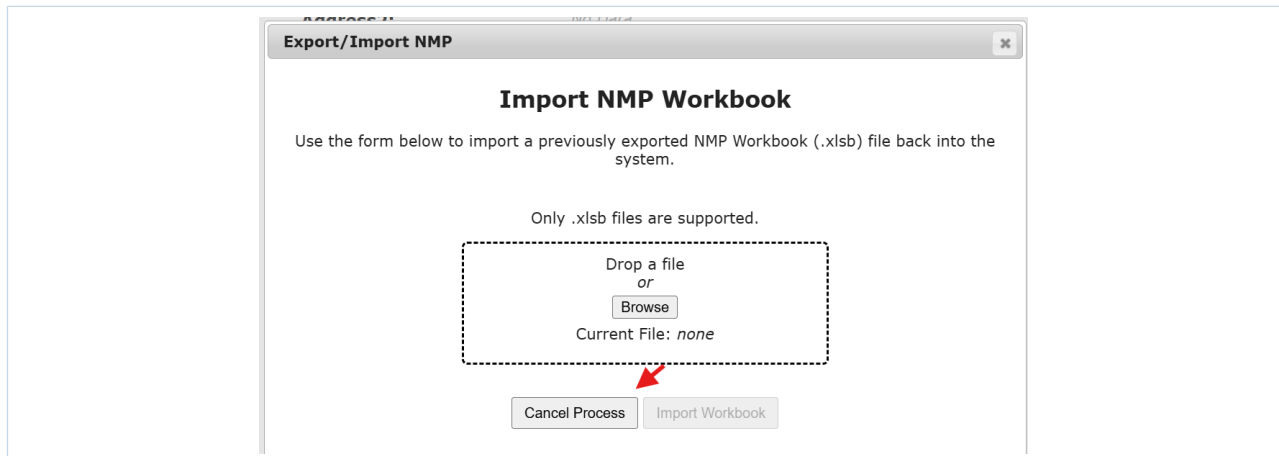 Export/Import NMP
Import NMP Workbook
Use the form below to import a previously exported NMP Workbook (.xlsb) file back into the
system.
Only .xlsb files are supported.
Drop a file
or
Browse
Current File: none
Cancel Process Import Workbook